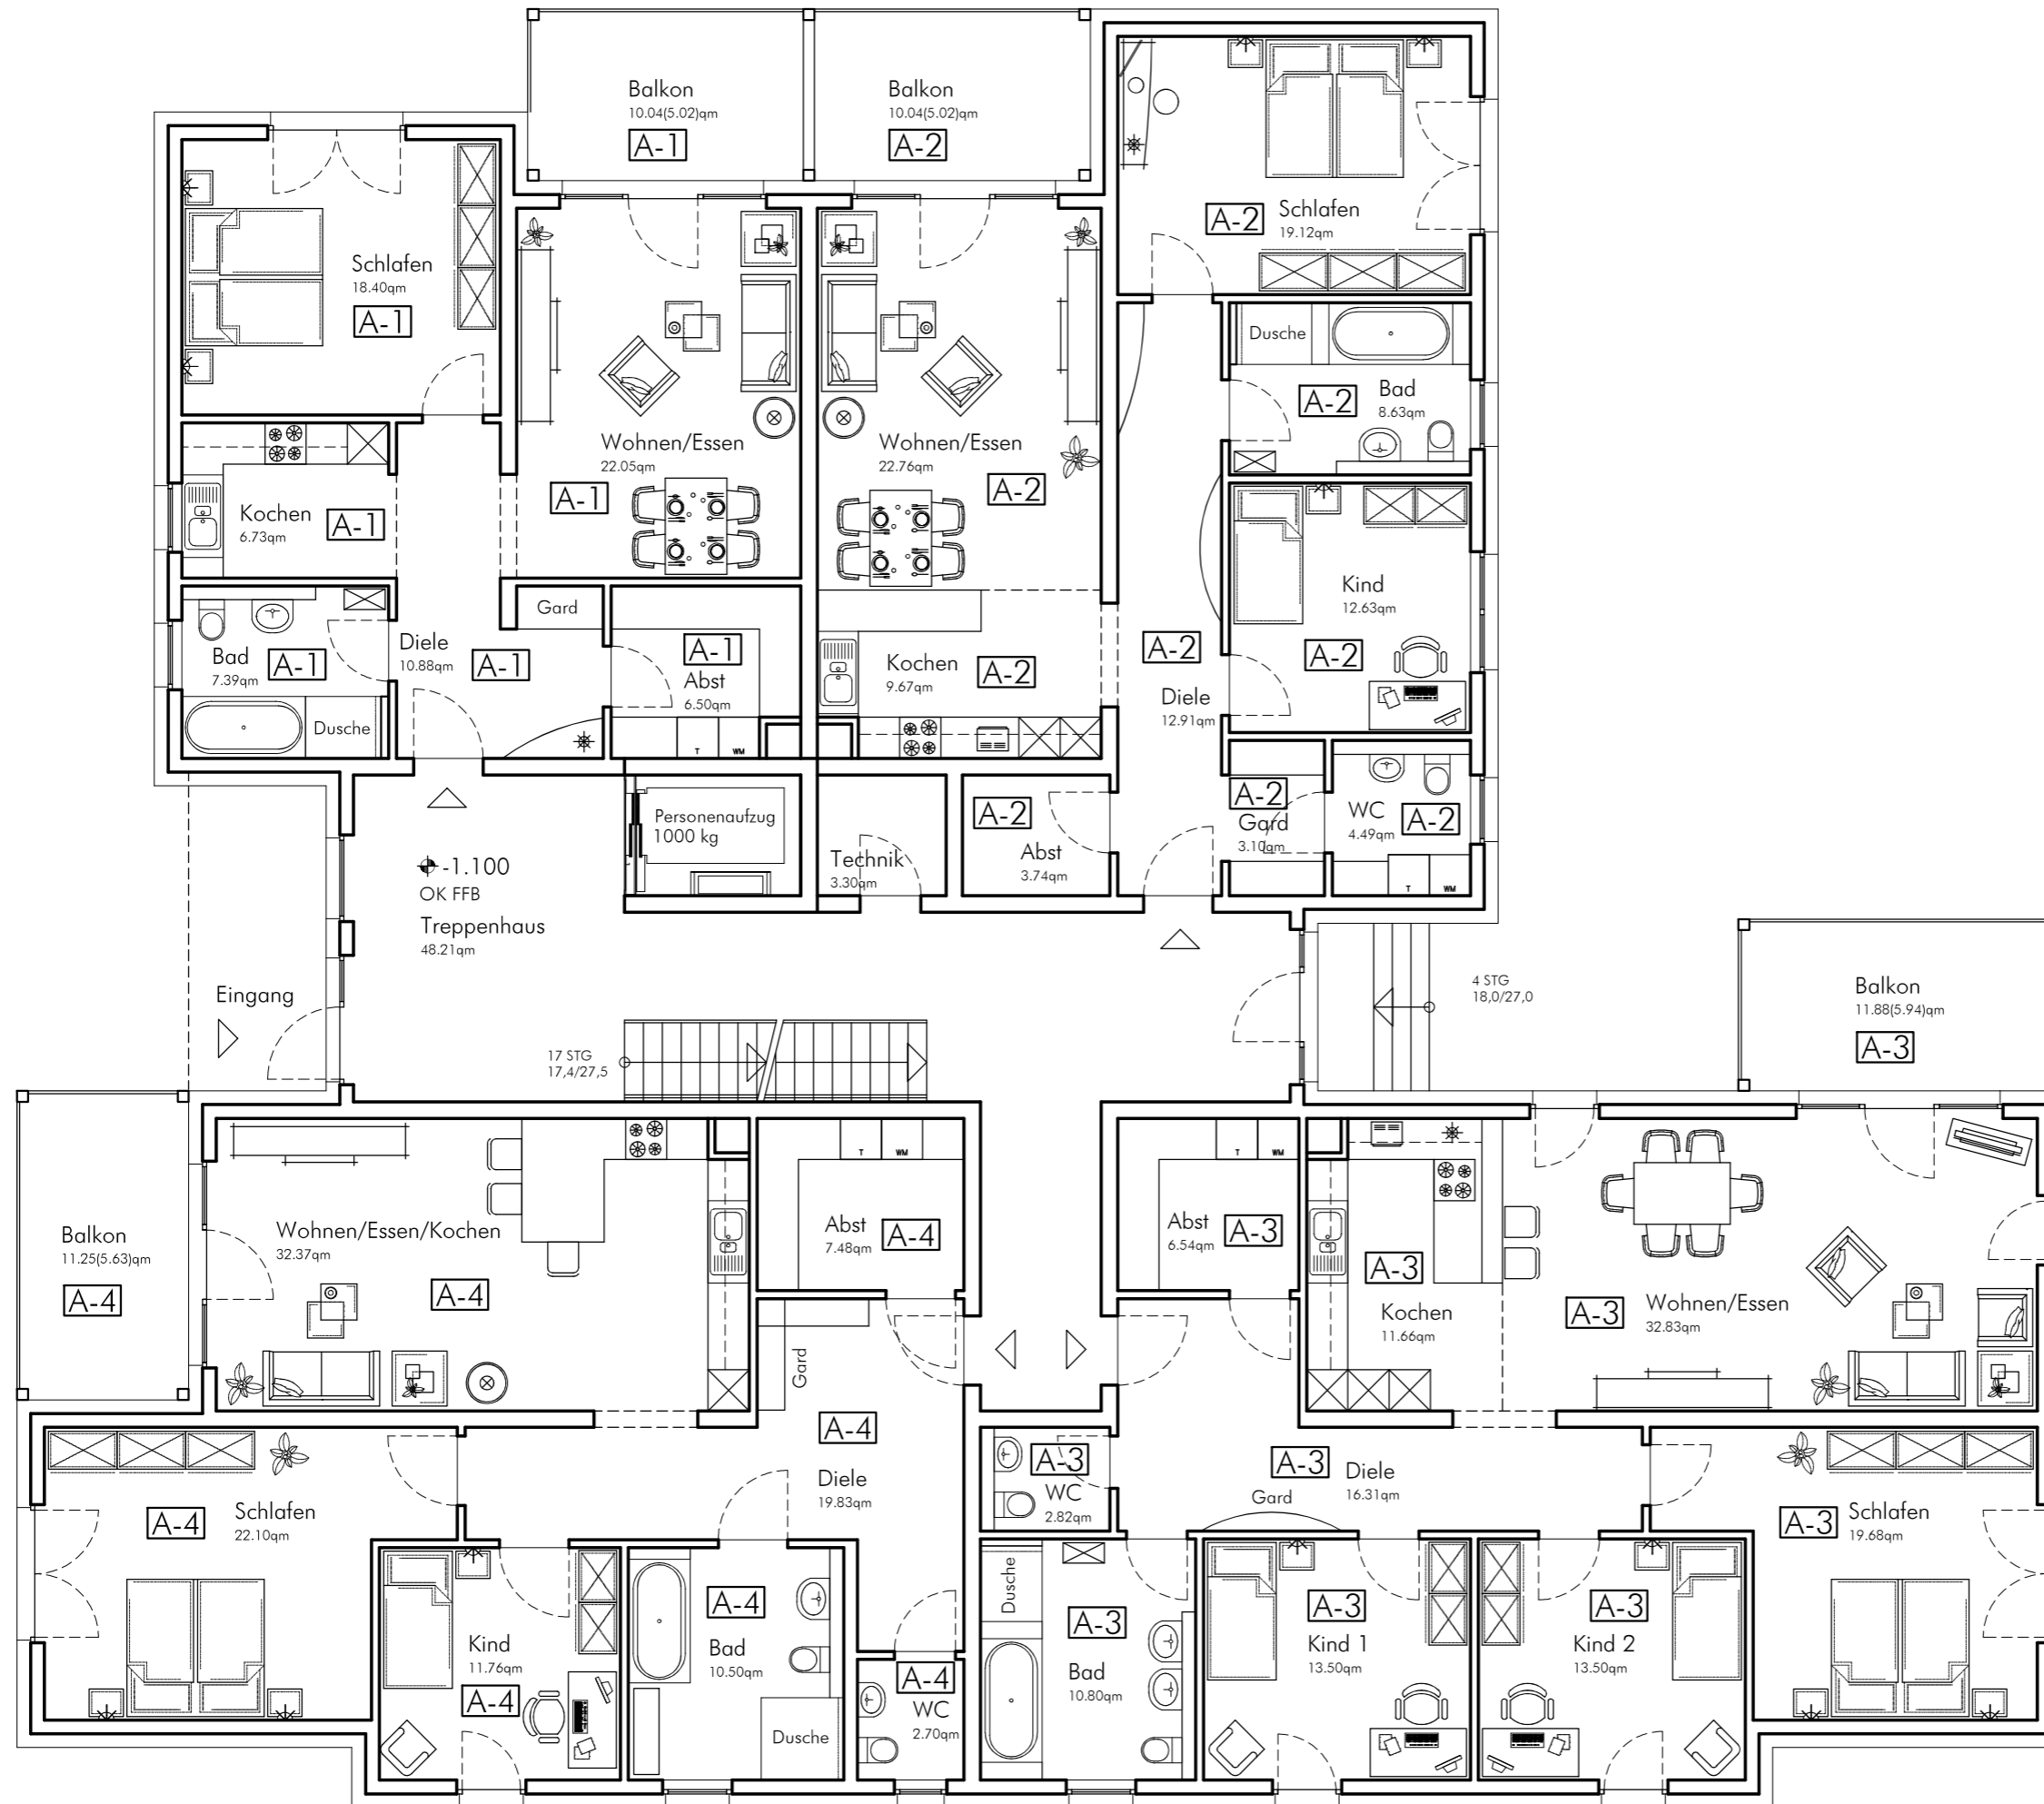 Balkon
10.04(5.02)qm
A-1
Balkon
10.04(5.02)qm
A-2
Schlafen
18.40qm
A-1
A-2
Schlafen
19.12qm
Wohnen/Essen
22.05qm
A-1
Wohnen/Essen
22.76qm
A-2
Dusche
A-2
Bad
8.63qm
Kochen
6.73qm
A-1
Kind
12.63qm
A-2
Bad
7.39qm
A-1
Dusche
Diele
10.88qm
A-1
Gard
A-1
Abst
6.50qm
T
WM
Kochen
9.67qm
A-2
A-2
Diele
12.91qm
Personenaufzug
1000 kg
Technik
3.30qm
A-2
Abst
3.74qm
A-2
Gard
3.10qm
WC
4.49qm
A-2
T
WM
-1.100
OK FFB
Treppenhaus
48.21qm
Eingang
17 STG
17,4/27,5
4 STG
18,0/27,0
Balkon
11.88(5.94)qm
A-3
Balkon
11.25(5.63)qm
A-4
Wohnen/Essen/Kochen
32.37qm
A-4
T
WM
Abst
7.48qm
A-4
T
WM
Abst
6.54qm
A-3
A-3
Kochen
11.66qm
A-3
Wohnen/Essen
32.83qm
Gard
A-4
Diele
19.83qm
A-4
Schlafen
22.10qm
A-3
WC
2.82qm
A-3
Diele
16.31qm
Gard
A-3
Schlafen
19.68qm
Kind
11.76qm
A-4
A-4
Bad
10.50qm
Dusche
A-4
WC
2.70qm
Dusche
A-3
Bad
10.80qm
A-3
Kind 1
13.50qm
A-3
Kind 2
13.50qm